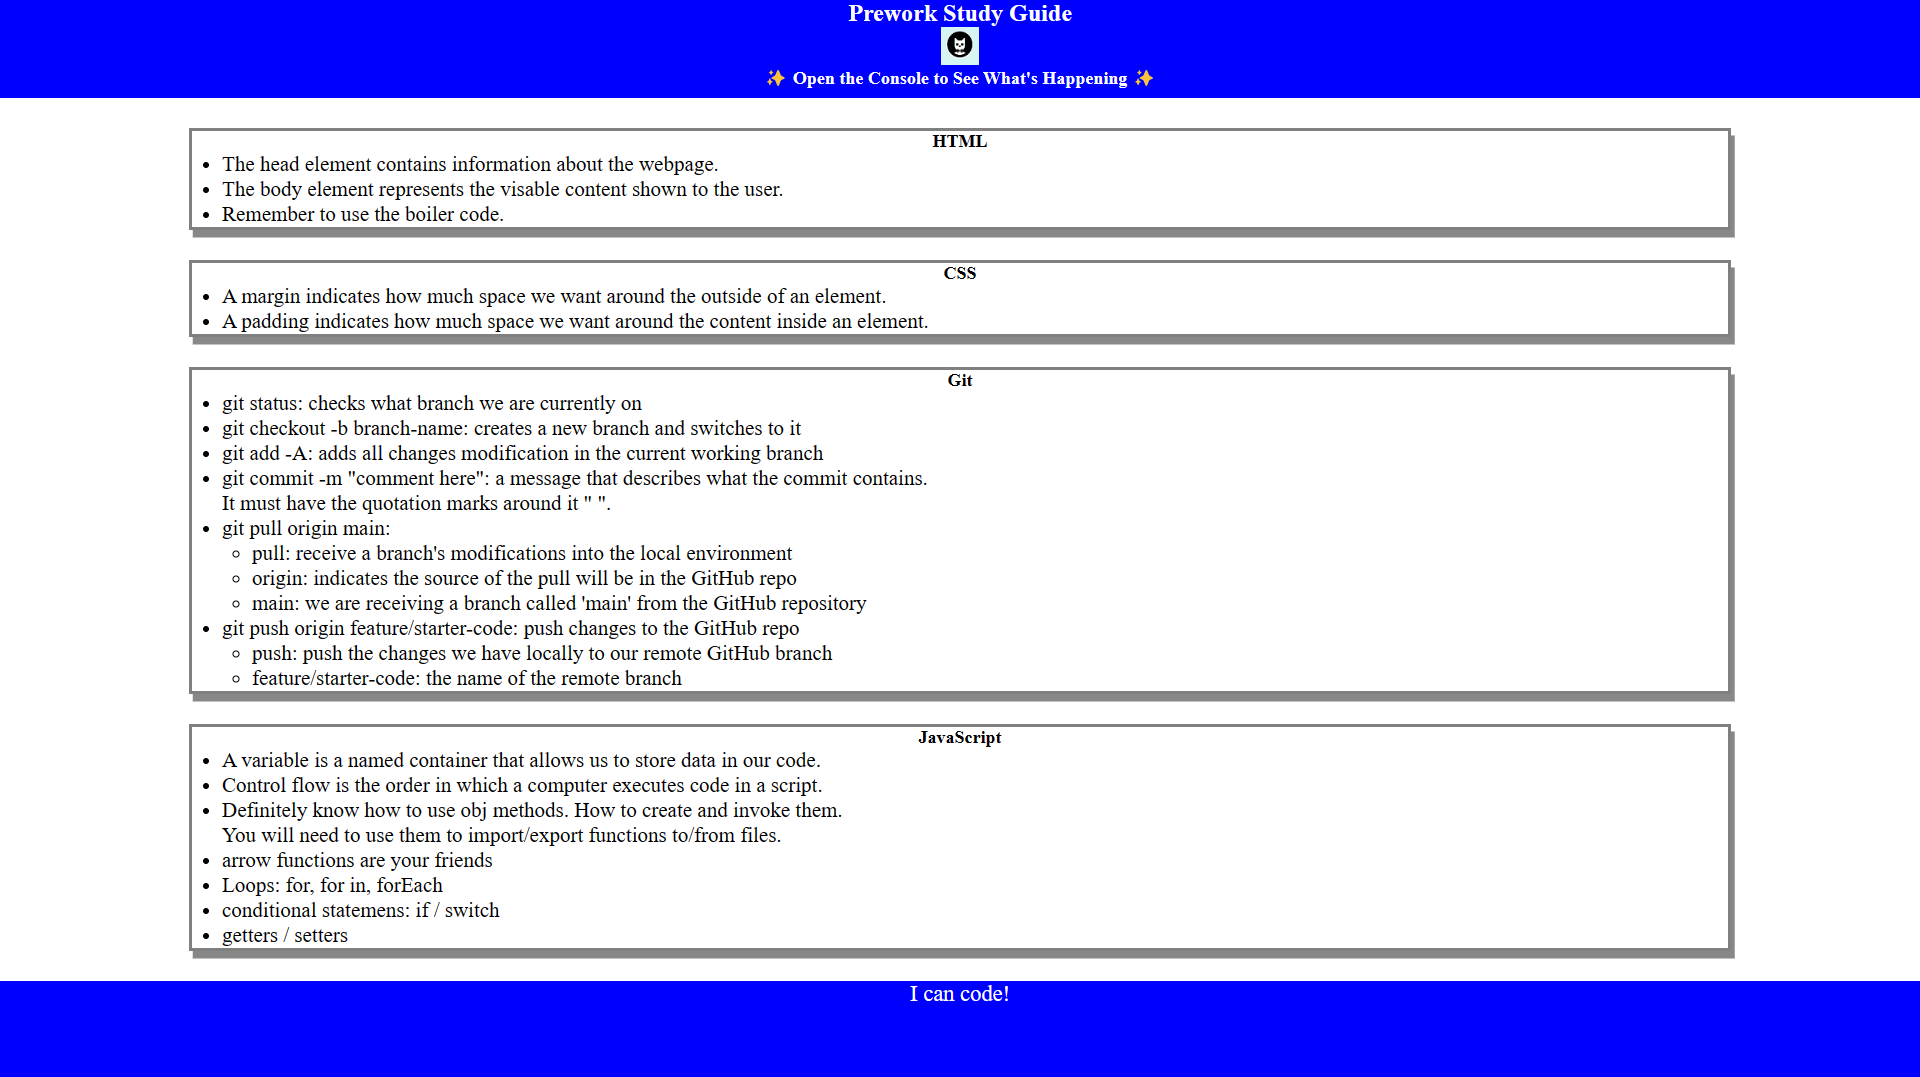 Prework Study Guide
✨ Open the Console to See What's Happening ✨
HTML
The head element contains information about the webpage.
The body element represents the visable content shown to the user.
Remember to use the boiler code.
CSS
A margin indicates how much space we want around the outside of an element.
A padding indicates how much space we want around the content inside an element.
Git
git status: checks what branch we are currently on
git checkout -b branch-name: creates a new branch and switches to it
git add -A: adds all changes modification in the current working branch
git commit -m "comment here": a message that describes what the commit contains.
It must have the quotation marks around it " ".
git pull origin main:
pull: receive a branch's modifications into the local environment
origin: indicates the source of the pull will be in the GitHub repo
main: we are receiving a branch called 'main' from the GitHub repository
git push origin feature/starter-code: push changes to the GitHub repo
push: push the changes we have locally to our remote GitHub branch
feature/starter-code: the name of the remote branch
JavaScript
A variable is a named container that allows us to store data in our code.
Control flow is the order in which a computer executes code in a script.
Definitely know how to use obj methods. How to create and invoke them.
You will need to use them to import/export functions to/from files.
arrow functions are your friends
Loops: for, for in, forEach
conditional statemens: if / switch
getters / setters
I can code!